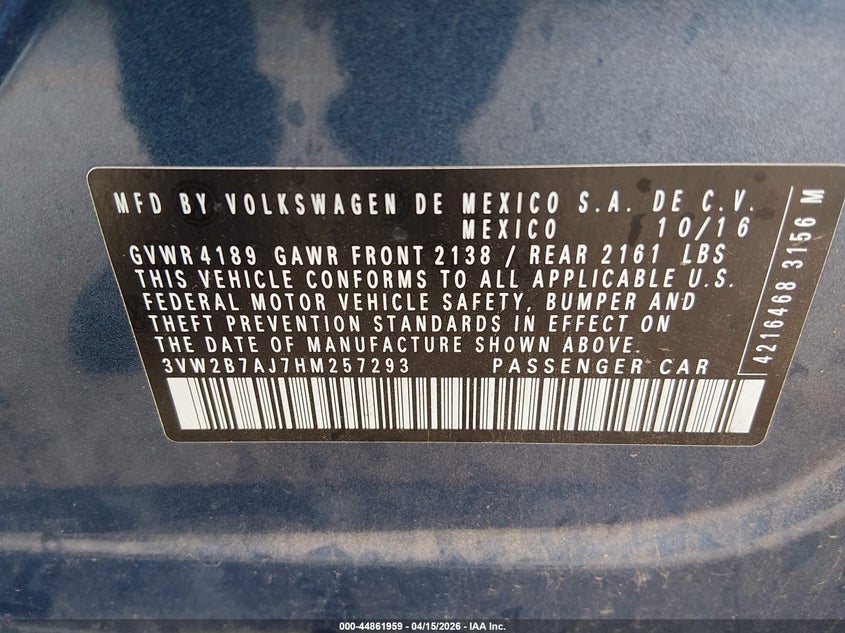 MFD BY VOLKSWAGEN DE MEXICO S.A. DE C.V.
MEXICO 10/16
GVWR 4189 GAWR FRONT 2138 / REAR 2161 LBS
THIS VEHICLE CONFORMS TO ALL APPLICABLE U.S.
FEDERAL MOTOR VEHICLE SAFETY, BUMPER AND
THEFT PREVENTION STANDARDS IN EFFECT ON
THE DATE OF MANUFACTURE SHOWN ABOVE.
3VW2B7AJ7HM257293 PASSENGER CAR
4216468 3156 M
000-44861959 - 04/15/2026 - IAA Inc.